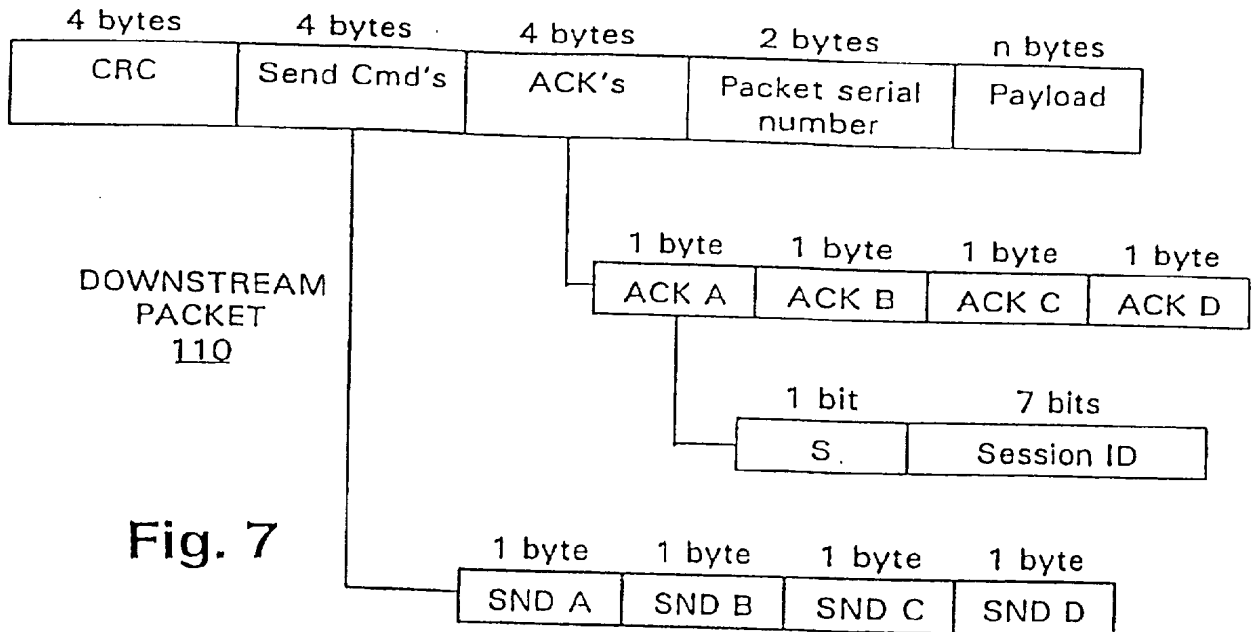 4 bytes 4 bytes 4 bytes 2 bytes n bytes
CRC Send Cmd's ACK's Packet serial number Payload
1 byte 1 byte 1 byte 1 byte
ACK A ACK B ACK C ACK D
DOWNSTREAM
PACKET
110
1 bit 7 bits
S. Session ID
Fig. 7
1 byte 1 byte 1 byte 1 byte
SND A SND B SND C SND D